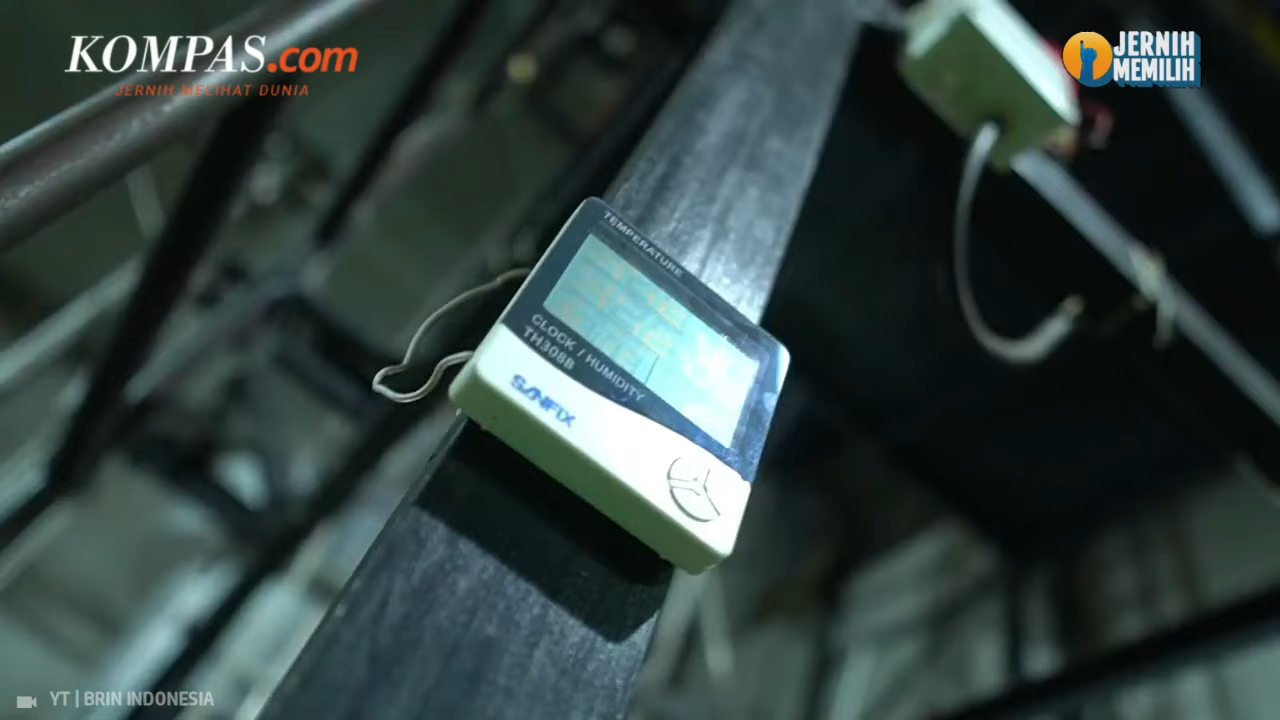 KOMPAS.com
JERNIH MELIHAT DUNIA
JERNIH
MEMILIH
TEMPERATURE
CLOCK / HUMIDITY
TH308B
SANFIX
YT | BRIN INDONESIA